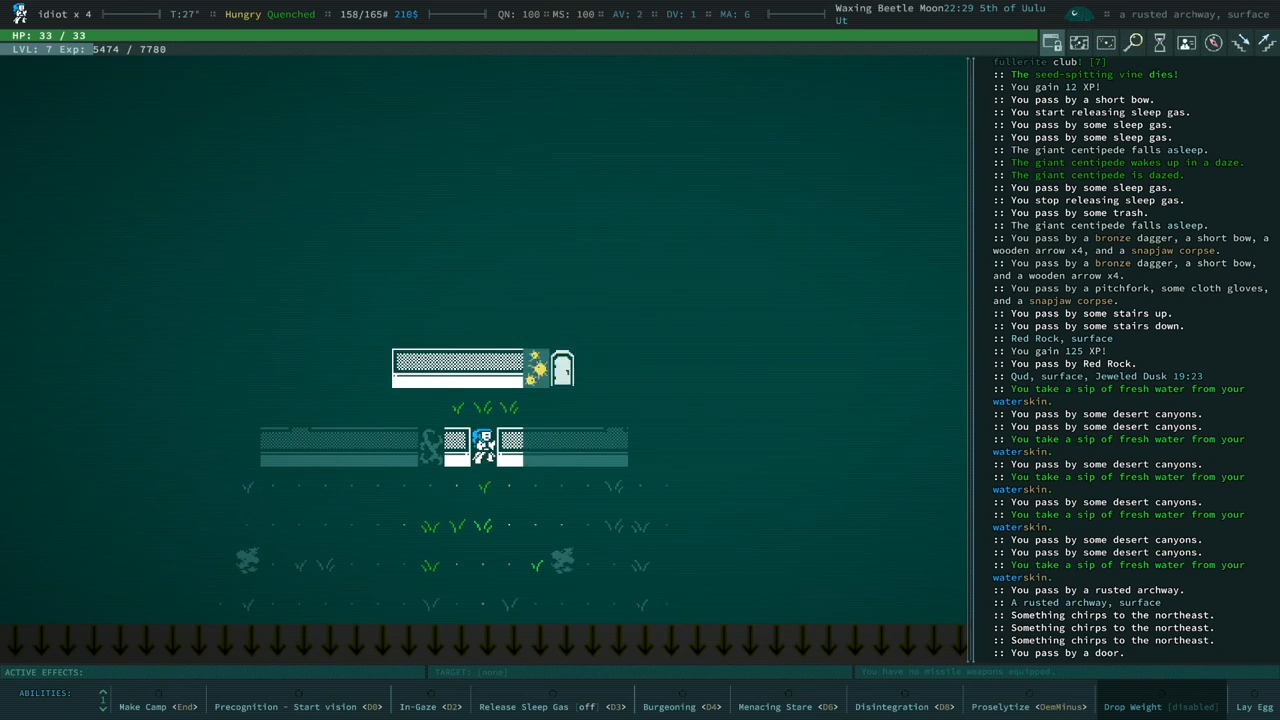 idiot x 4 T:27° Hungry Quenched 158/165# 210$ QN: 100 MS: 100 AV: 2 DV: 1 MA: 6 Waxing Beetle Moon 22:29 5th of Uulu Ut a rusted archway, surface
HP: 33 / 33
LVL: 7 Exp: 5474 / 7780
fullerite club! [7]
:: The seed-spitting vine dies!
:: You gain 12 XP!
:: You pass by a short bow.
:: You start releasing sleep gas.
:: You pass by some sleep gas.
:: You pass by some sleep gas.
:: The giant centipede falls asleep.
:: The giant centipede wakes up in a daze.
:: The giant centipede is dazed.
:: You pass by some sleep gas.
:: You stop releasing sleep gas.
:: You pass by some trash.
:: The giant centipede falls asleep.
:: You pass by a bronze dagger, a short bow, a
wooden arrow x4, and a snapjaw corpse.
:: You pass by a bronze dagger, a short bow,
and a wooden arrow x4.
:: You pass by a pitchfork, some cloth gloves,
and a snapjaw corpse.
:: You pass by some stairs up.
:: You pass by some stairs down.
:: Red Rock, surface
:: You gain 125 XP!
:: You pass by Red Rock.
:: Qud, surface, Jeweled Dusk 19:23
:: You take a sip of fresh water from your
waterskin.
:: You pass by some desert canyons.
:: You pass by some desert canyons.
:: You take a sip of fresh water from your
waterskin.
:: You pass by some desert canyons.
:: You take a sip of fresh water from your
waterskin.
:: You pass by some desert canyons.
:: You take a sip of fresh water from your
waterskin.
:: You pass by some desert canyons.
:: You pass by some desert canyons.
:: You take a sip of fresh water from your
waterskin.
:: You pass by a rusted archway.
:: A rusted archway, surface
:: Something chirps to the northeast.
:: Something chirps to the northeast.
:: Something chirps to the northeast.
:: You pass by a door.
ACTIVE EFFECTS: TARGET: [none] You have no missile weapons equipped.
ABILITIES: 1 Make Camp <End> Precognition - Start vision <D0> In-Gaze <D2> Release Sleep Gas [off] <D3> Burgeoning <D4> Menacing Stare <D6> Disintegration <D8> Proselytize <OemMinus> Drop Weight [disabled] Lay Egg